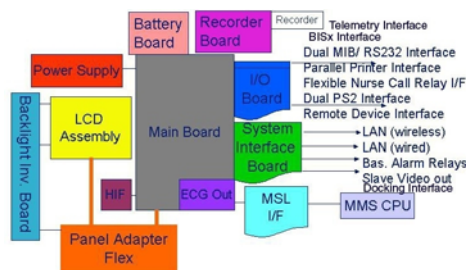 Battery
Board
Recorder
Board
Recorder
Telemetry Interface
BISx Interface
Dual MIB/ RS232 Interface
Parallel Printer Interface
Flexible Nurse Call Relay I/F
Dual PS2 Interface
Remote Device Interface
Power Supply
I/O
Board
Backlight Inv. Board
LCD
Assembly
Main Board
System
Interface
Board
LAN (wireless)
LAN (wired)
Bas. Alarm Relays
Slave Video out
Docking Interface
HIF
ECG Out
MSL
I/F
MMS CPU
Panel Adapter
Flex